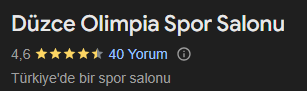 Düzce Olimpia Spor Salonu
4,6 40 Yorum
Türkiye'de bir spor salonu